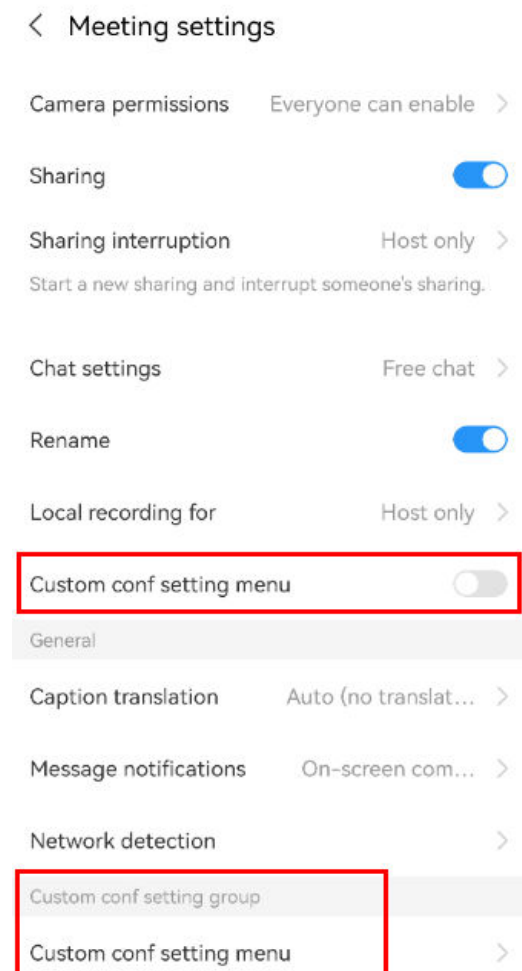 Meeting settings
Camera permissions Everyone can enable
Sharing
Sharing interruption Host only
Start a new sharing and interrupt someone's sharing.
Chat settings Free chat
Rename
Local recording for Host only
Custom conf setting menu
General
Caption translation Auto (no translat...
Message notifications On-screen com...
Network detection
Custom conf setting group
Custom conf setting menu